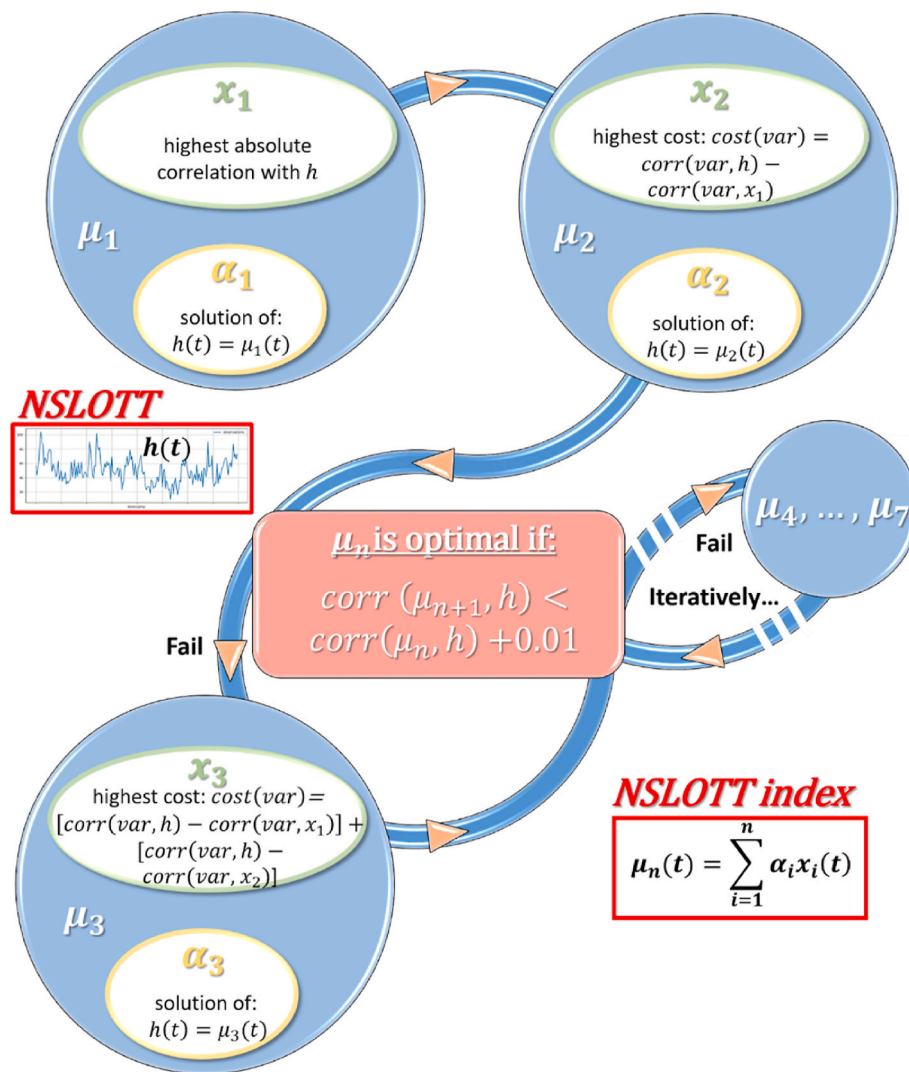 x₁
highest absolute
correlation with h
μ₁
α₁
solution of:
h(t) = μ₁(t)
x₂
highest cost: cost(var) =
corr(var, h) −
corr(var, x₁)
μ₂
α₂
solution of:
h(t) = μ₂(t)
NSLOTT
h(t)
μₙ is optimal if:
corr (μₙ₊₁, h) <
corr(μₙ, h) +0.01
μ₄, … , μ₇
Fail
Iteratively…
Fail
x₃
highest cost: cost(var) =
[corr(var, h) − corr(var, x₁)] +
[corr(var, h) −
corr(var, x₂)]
μ₃
α₃
solution of:
h(t) = μ₃(t)
NSLOTT index
μₙ(t) = ∑ⁿᵢ₌₁ αᵢxᵢ(t)